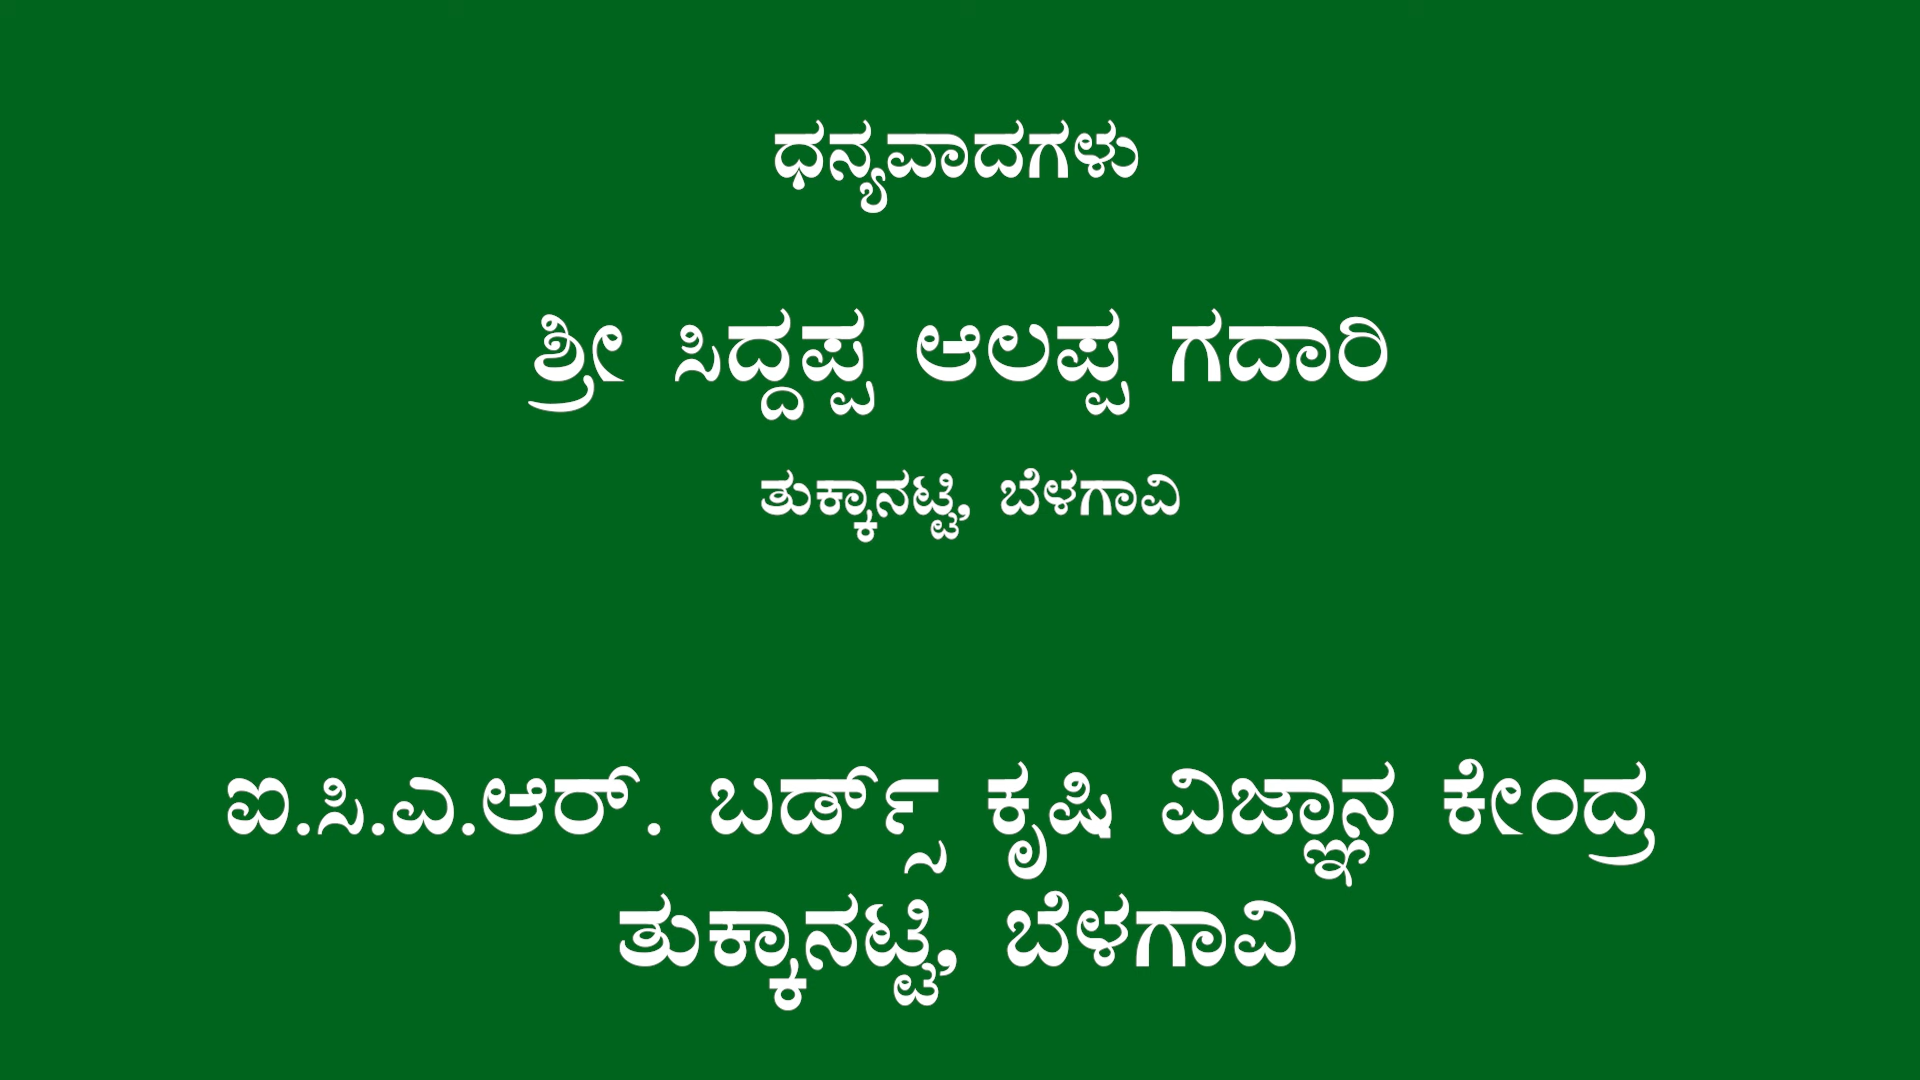 ಧನ್ಯವಾದಗಳು
ಶ್ರೀ ಸಿದ್ದಪ್ಪ ಆಲಪ್ಪ ಗದಾರಿ
ತುಕ್ಕಾನಟ್ಟಿ, ಬೆಳಗಾವಿ
ಐ.ಸಿ.ಎ.ಆರ್. ಬರ್ಡ್ಸ್ ಕೃಷಿ ವಿಜ್ಞಾನ ಕೇಂದ್ರ
ತುಕ್ಕಾನಟ್ಟಿ, ಬೆಳಗಾವಿ